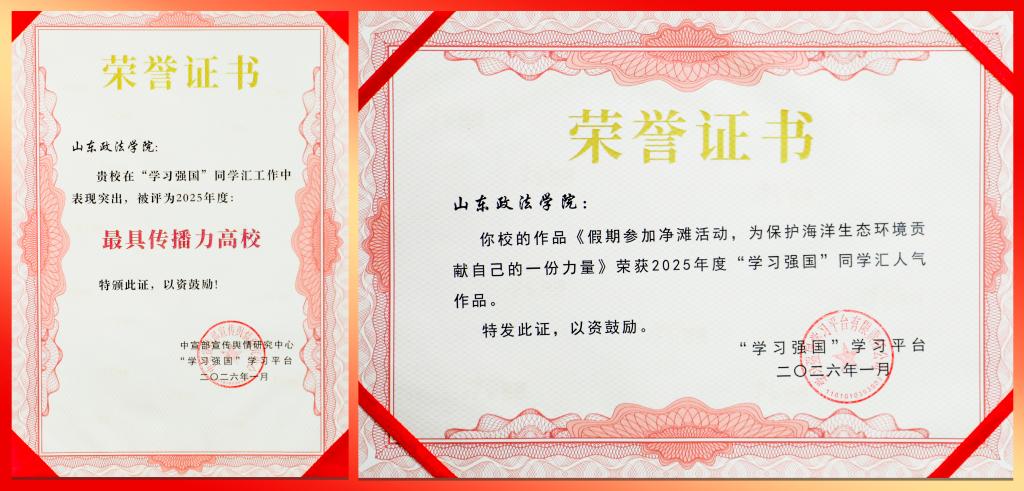 荣誉证书
山东政法学院：
贵校在“学习强国”同学汇工作中
表现突出，被评为2025年度：
最具传播力高校
特颁此证，以资鼓励！
中宣部宣传舆情研究中心
“学习强国”学习平台
二〇二六年一月
荣誉证书
山东政法学院：
你校的作品《假期参加净滩活动，为保护海洋生态环境贡
献自己的一份力量》荣获2025年度“学习强国”同学汇人气
作品。
特发此证，以资鼓励。
“学习强国”学习平台
二〇二六年一月